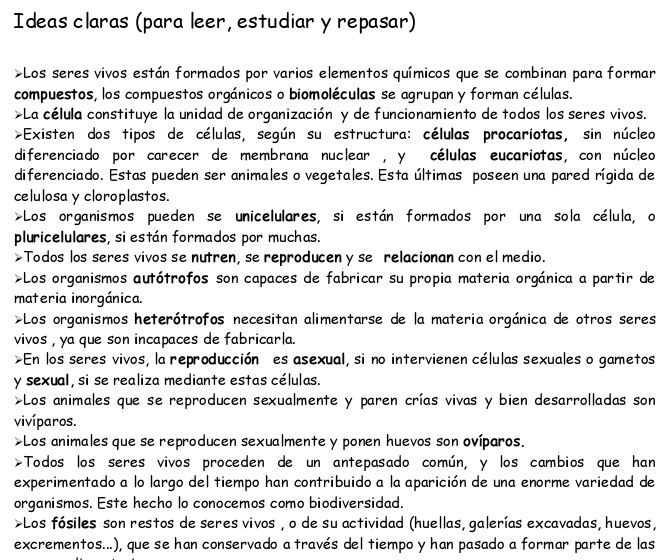 Ideas claras (para leer, estudiar y repasar)
➢Los seres vivos están formados por varios elementos químicos que se combinan para formar
compuestos, los compuestos orgánicos o biomoléculas se agrupan y forman células.
➢La célula constituye la unidad de organización y de funcionamiento de todos los seres vivos.
➢Existen dos tipos de células, según su estructura: células procariotas, sin núcleo
diferenciado por carecer de membrana nuclear , y células eucariotas, con núcleo
diferenciado. Estas pueden ser animales o vegetales. Esta últimas poseen una pared rígida de
celulosa y cloroplastos.
➢Los organismos pueden se unicelulares, si están formados por una sola célula, o
pluricelulares, si están formados por muchas.
➢Todos los seres vivos se nutren, se reproducen y se relacionan con el medio.
➢Los organismos autótrofos son capaces de fabricar su propia materia orgánica a partir de
materia inorgánica.
➢Los organismos heterótrofos necesitan alimentarse de la materia orgánica de otros seres
vivos , ya que son incapaces de fabricarla.
➢En los seres vivos, la reproducción es asexual, si no intervienen células sexuales o gametos
y sexual, si se realiza mediante estas células.
➢Los animales que se reproducen sexualmente y paren crías vivas y bien desarrolladas son
vivíparos.
➢Los animales que se reproducen sexualmente y ponen huevos son ovíparos.
➢Todos los seres vivos proceden de un antepasado común, y los cambios que han
experimentado a lo largo del tiempo han contribuido a la aparición de una enorme variedad de
organismos. Este hecho lo conocemos como biodiversidad.
➢Los fósiles son restos de seres vivos , o de su actividad (huellas, galerías excavadas, huevos,
excrementos...), que se han conservado a través del tiempo y han pasado a formar parte de las